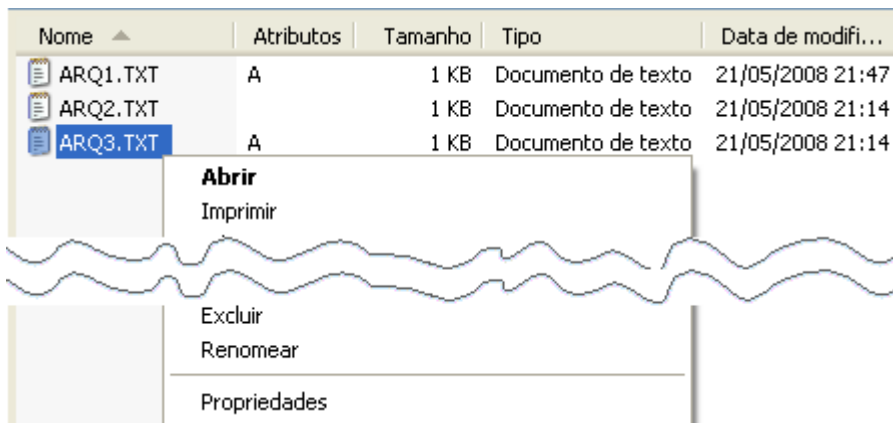 Nome Atributos Tamanho Tipo Data de modifi...
ARQ1.TXT A 1 KB Documento de texto 21/05/2008 21:47
ARQ2.TXT 1 KB Documento de texto 21/05/2008 21:14
ARQ3.TXT A 1 KB Documento de texto 21/05/2008 21:14
Abrir
Imprimir
Excluir
Renomear
Propriedades